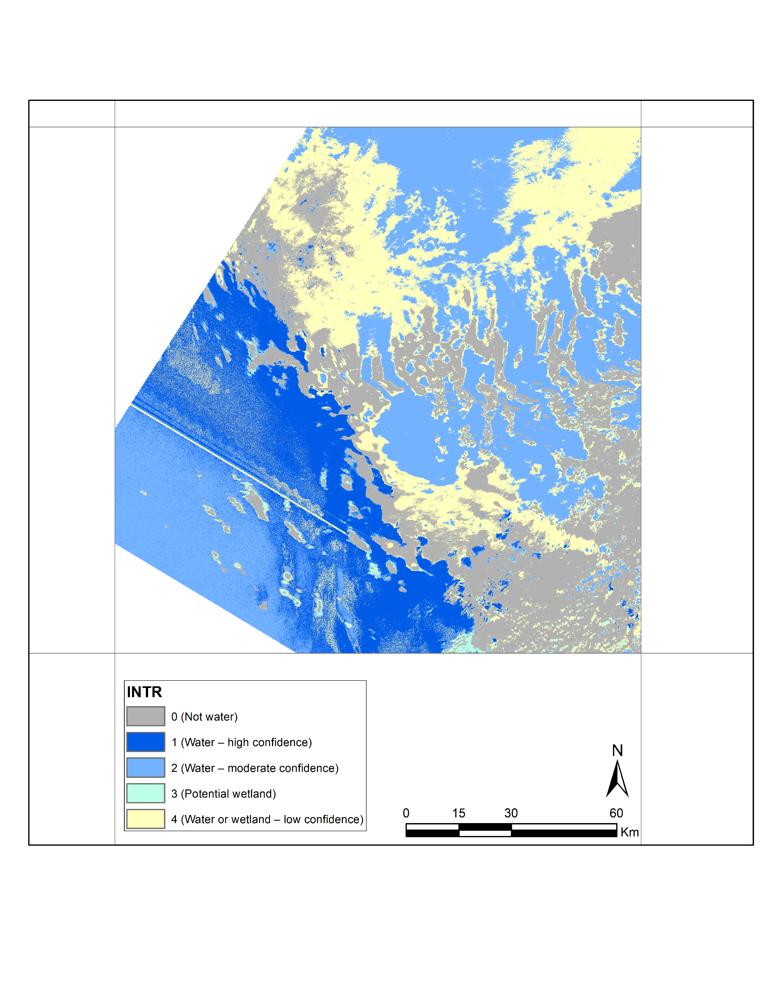 INTR
0 (Not water)
1 (Water – high confidence)
2 (Water – moderate confidence)
3 (Potential wetland)
4 (Water or wetland – low confidence)
N
0 15 30 60
Km